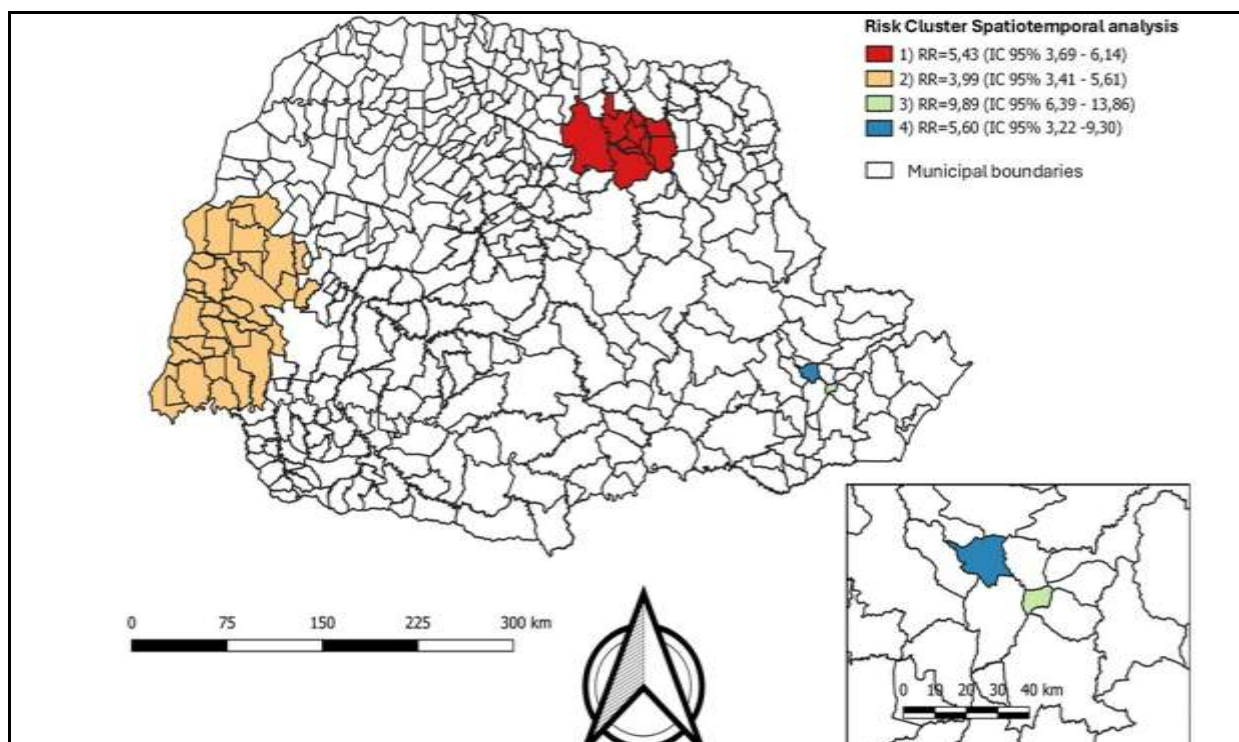 Risk Cluster Spatiotemporal analysis
1) RR=5,43 (IC 95% 3,69 - 6,14)
2) RR=3,99 (IC 95% 3,41 - 5,61)
3) RR=9,89 (IC 95% 6,39 - 13,86)
4) RR=5,60 (IC 95% 3,22 -9,30)
Municipal boundaries
0 75 150 225 300 km
0 10 20 30 40 km